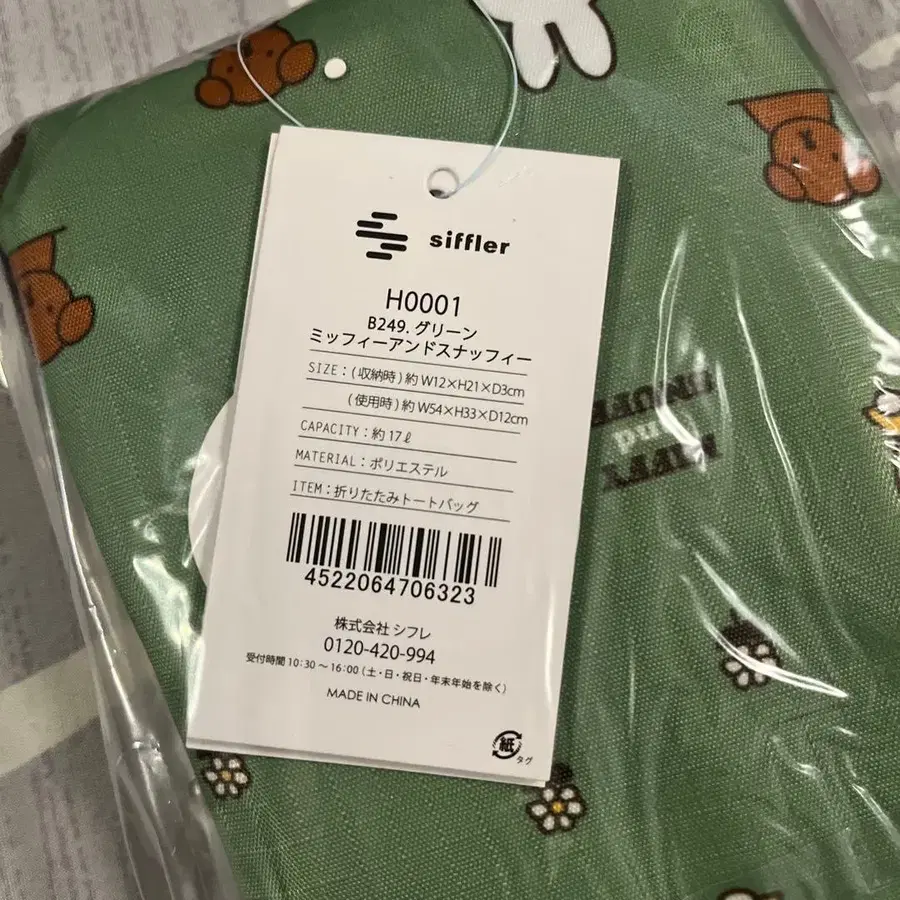 siffler
H0001
B249. グリーン
ミッフィーアンドスナッフィー
SIZE：( 収納時 ) 約 W12×H21×D3cm
( 使用時 ) 約 W54×H33×D12cm
CAPACITY：約 17ℓ
MATERIAL：ポリエステル
ITEM：折りたたみトートバッグ
4522064706323
株式会社 シフレ
0120-420-994
受付時間 10:30 ～ 16:00 ( 土・日・祝日・年末年始を除く )
MADE IN CHINA
紙
タグ
and